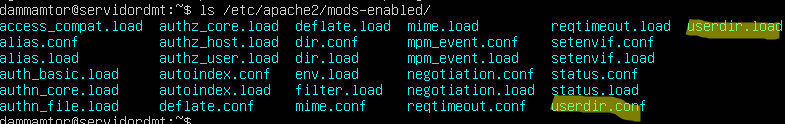 dammamtor@servidordmt:~$ ls /etc/apache2/mods-enabled/
access_compat.load authz_core.load deflate.load mime.load reqtimeout.load userdir.load
alias.conf authz_host.load dir.conf mpm_event.conf setenvif.conf
alias.load authz_user.load dir.load mpm_event.load setenvif.load
auth_basic.load autoindex.conf env.load negotiation.conf status.conf
authn_core.load autoindex.load filter.load negotiation.load status.load
authn_file.load deflate.conf mime.conf reqtimeout.conf userdir.conf
dammamtor@servidordmt:~$